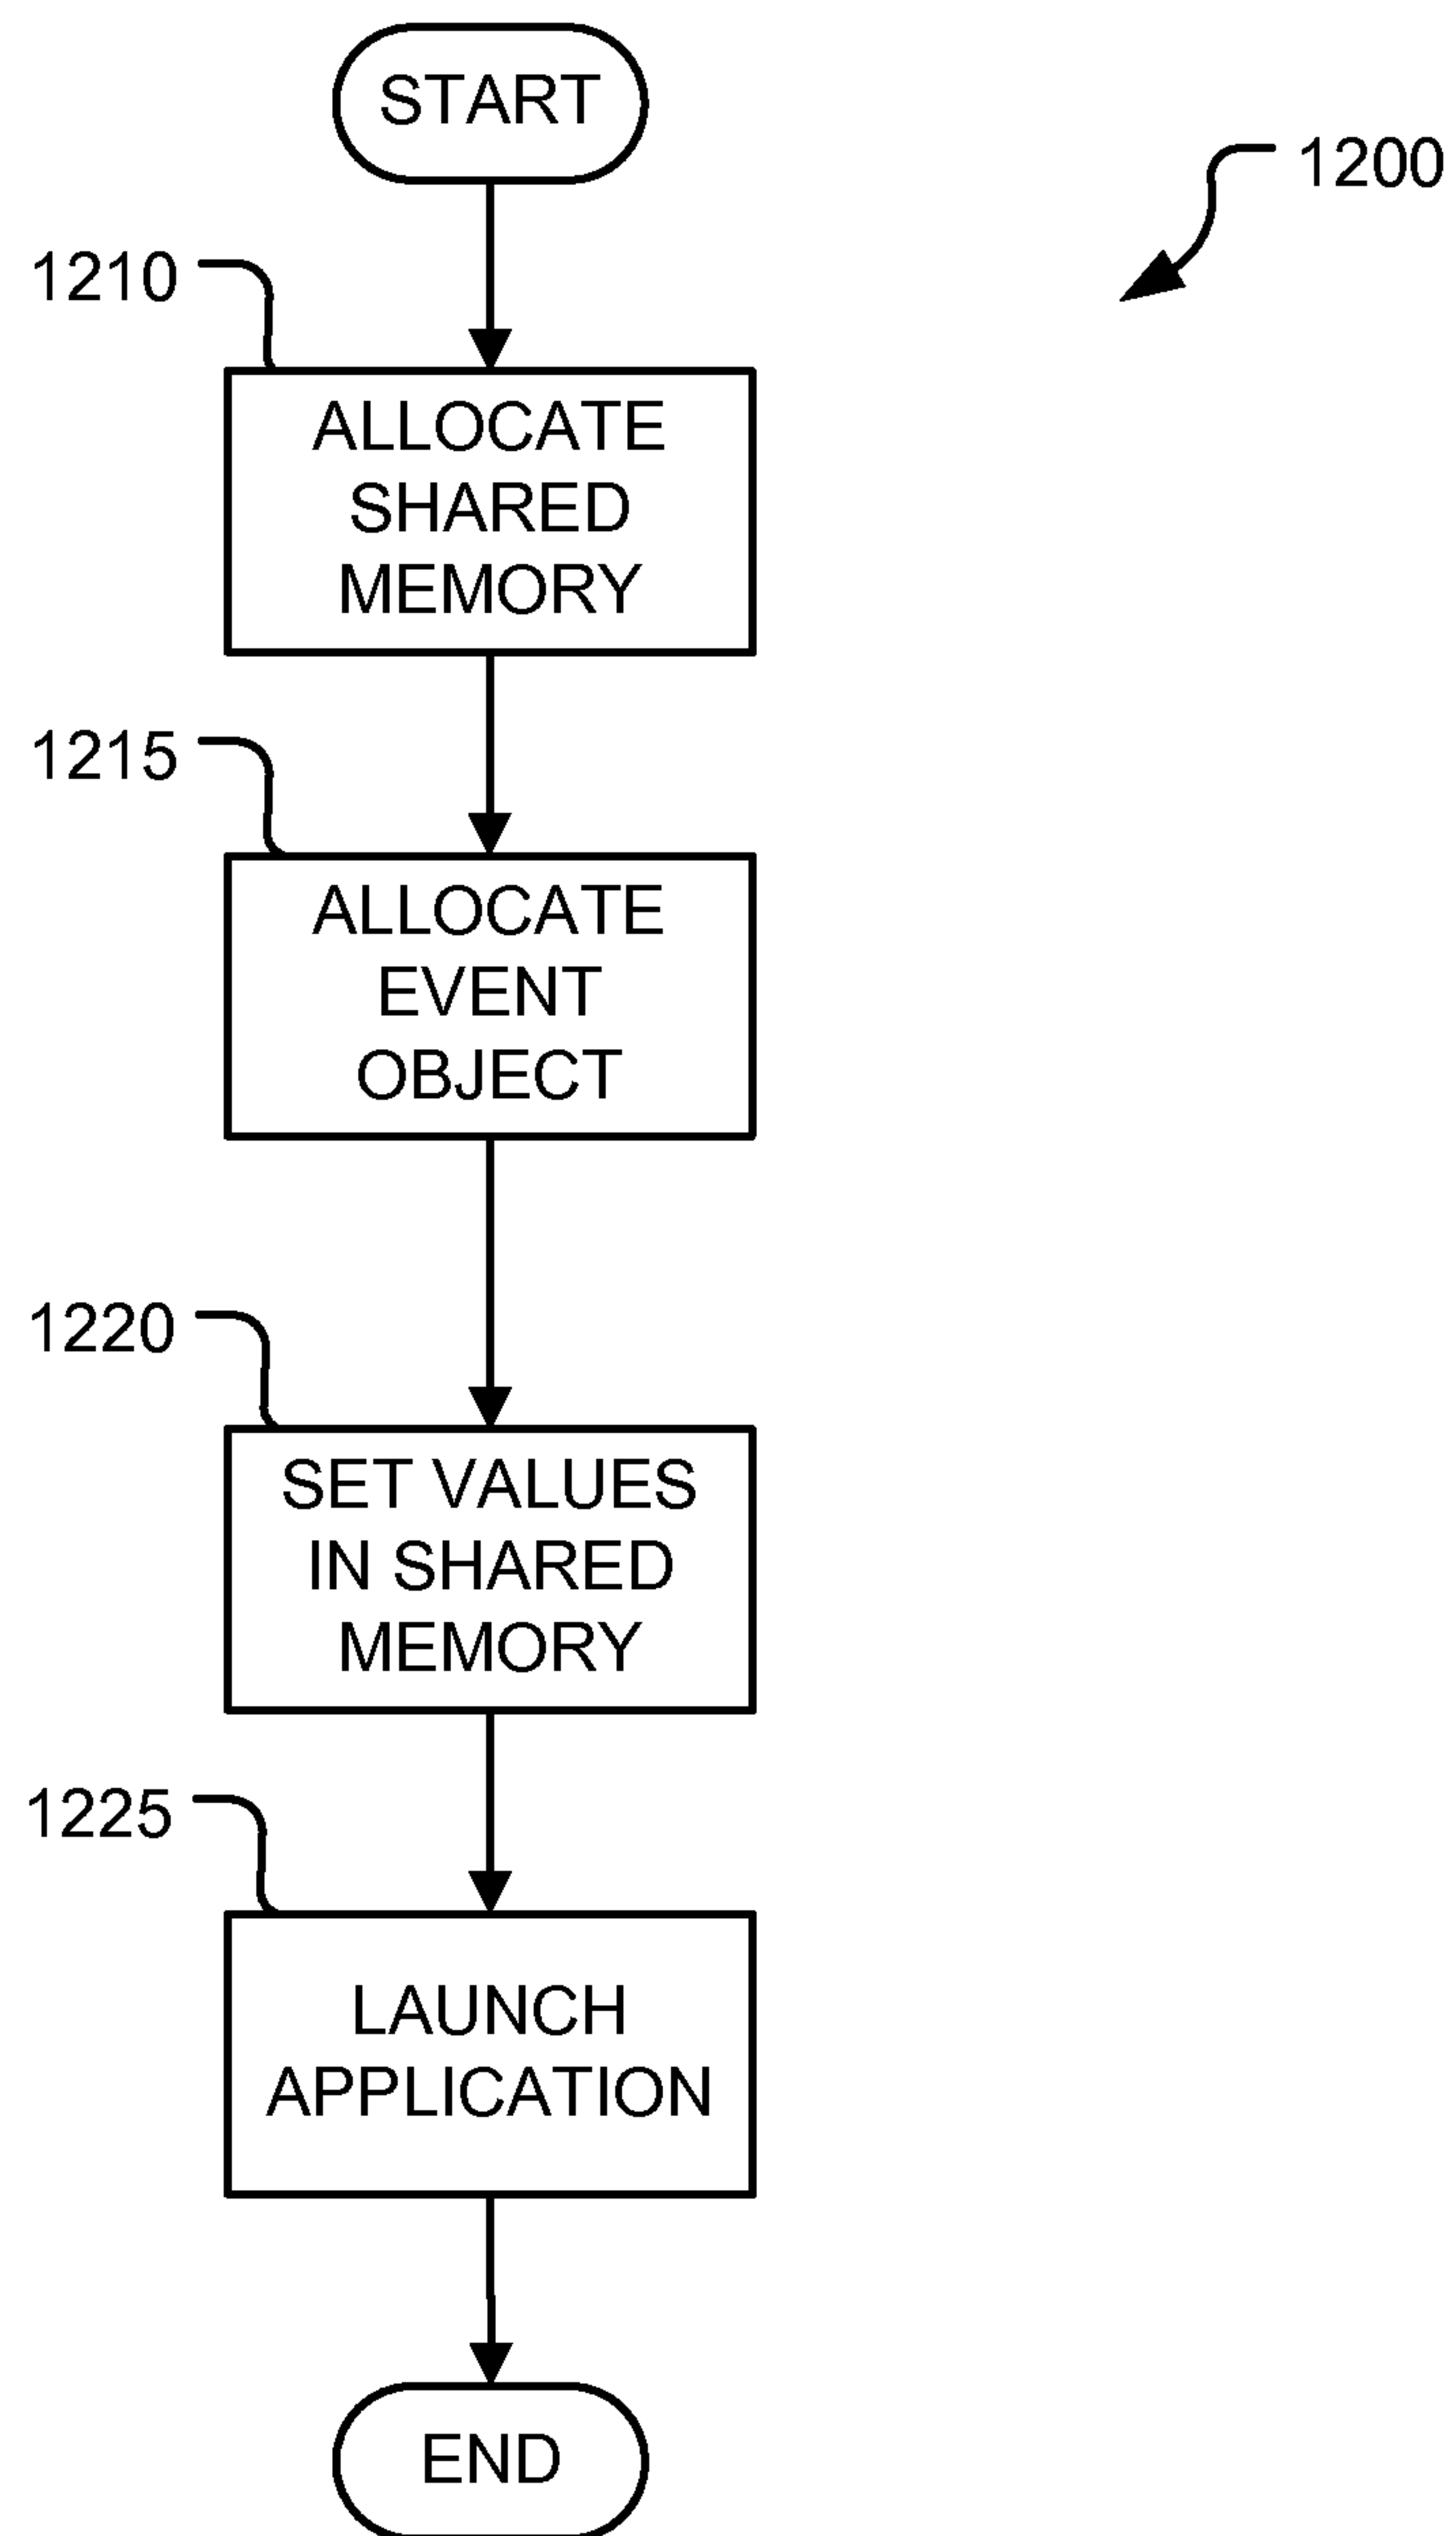 START
1200
1210
ALLOCATE
SHARED
MEMORY
1215
ALLOCATE
EVENT
OBJECT
1220
SET VALUES
IN SHARED
MEMORY
1225
LAUNCH
APPLICATION
END